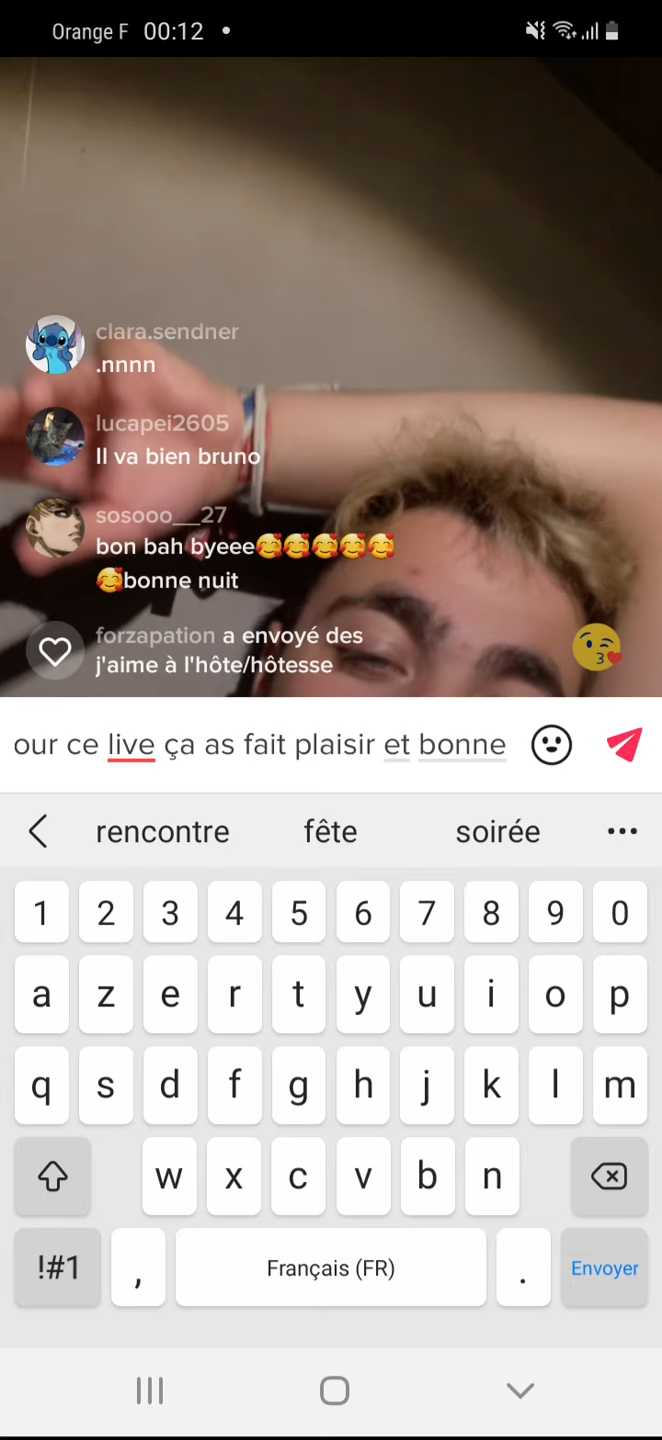 Orange F 00:12
clara.sendner
.nnnn
lucapei2605
Il va bien bruno
sosooo__27
bon bah byeee🥰🥰🥰🥰🥰
🥰bonne nuit
forzapation a envoyé des
j'aime à l'hôte/hôtesse
our ce live ça as fait plaisir et bonne
rencontre fête soirée
1 2 3 4 5 6 7 8 9 0
a z e r t y u i o p
q s d f g h j k l m
w x c v b n
!#1 , Français (FR) . Envoyer